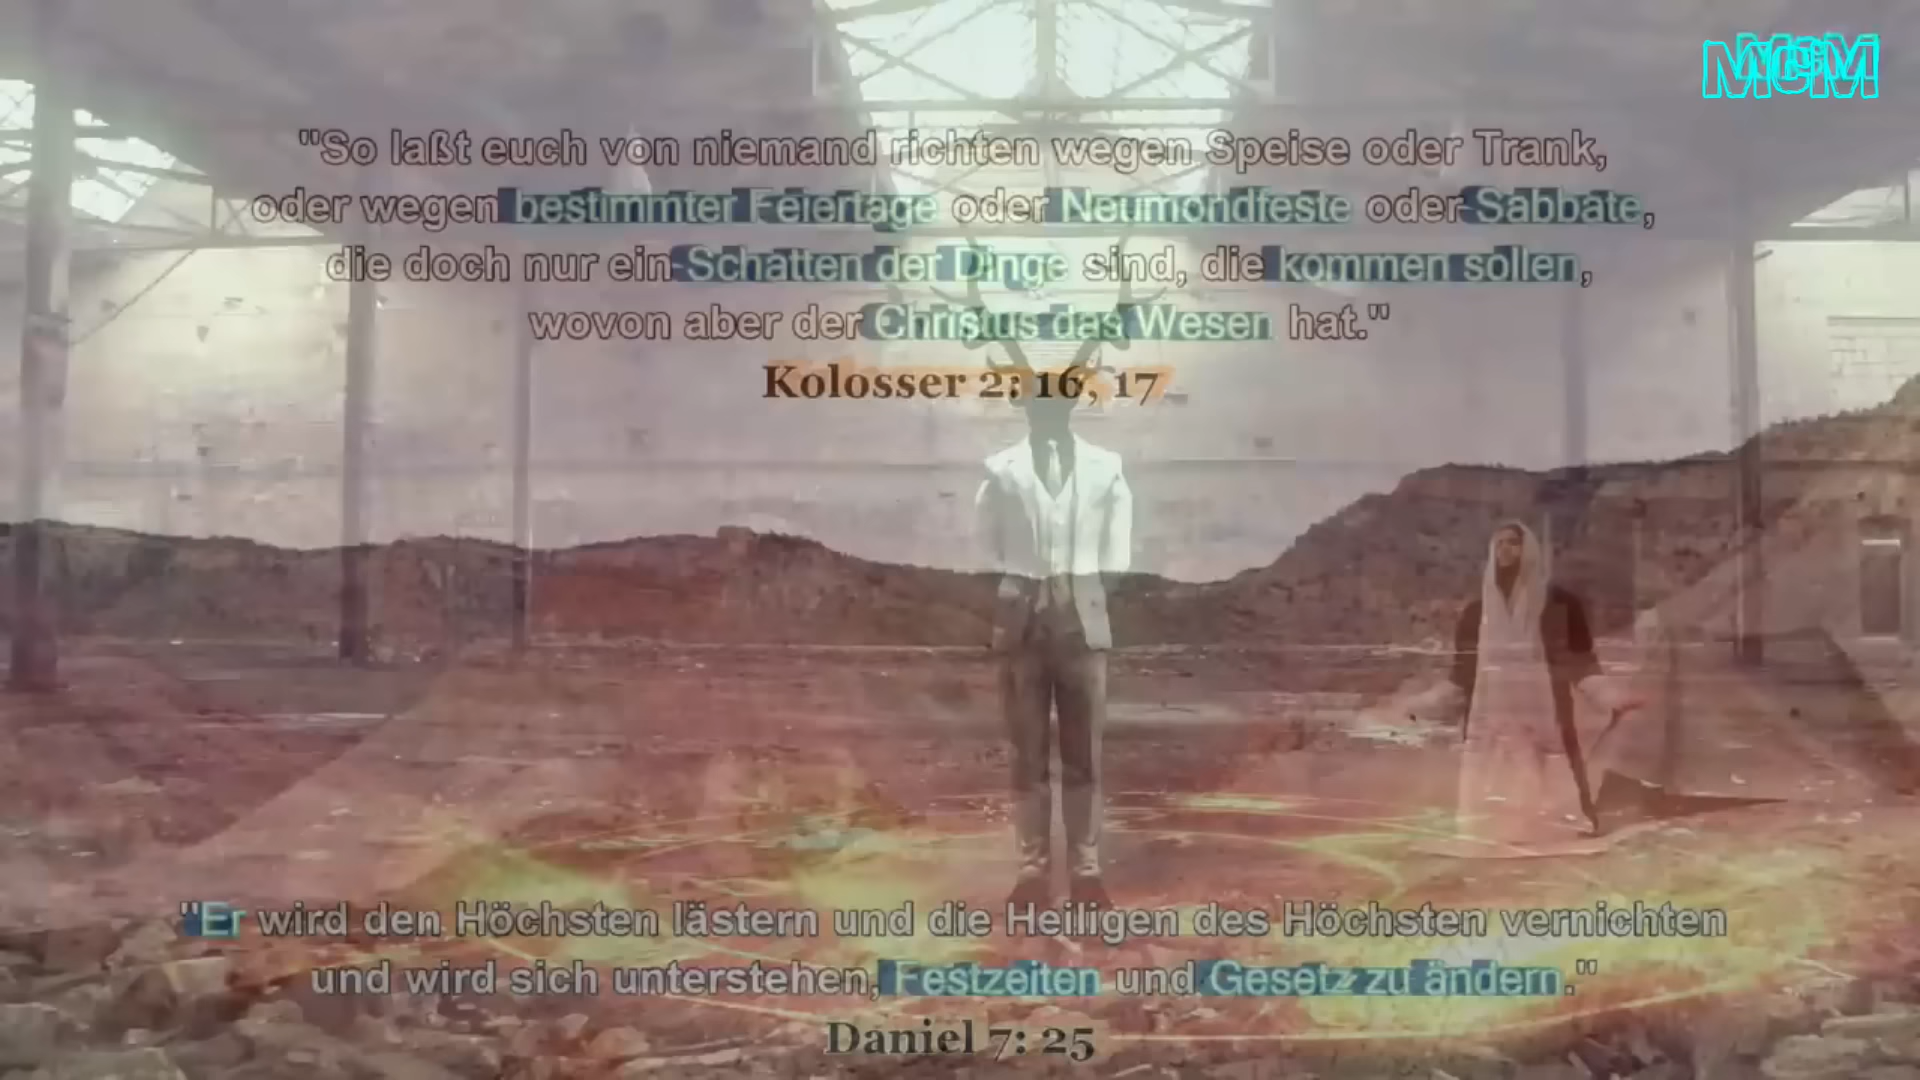 "So laßt euch von niemand richten wegen Speise oder Trank,
oder wegen bestimmter Feiertage oder Neumondfeste oder Sabbate,
die doch nur ein Schatten der Dinge sind, die kommen sollen,
wovon aber der Christus das Wesen hat."
Kolosser 2: 16, 17
"Er wird den Höchsten lästern und die Heiligen des Höchsten vernichten
und wird sich unterstehen, Festzeiten und Gesetz zu ändern."
Daniel 7: 25